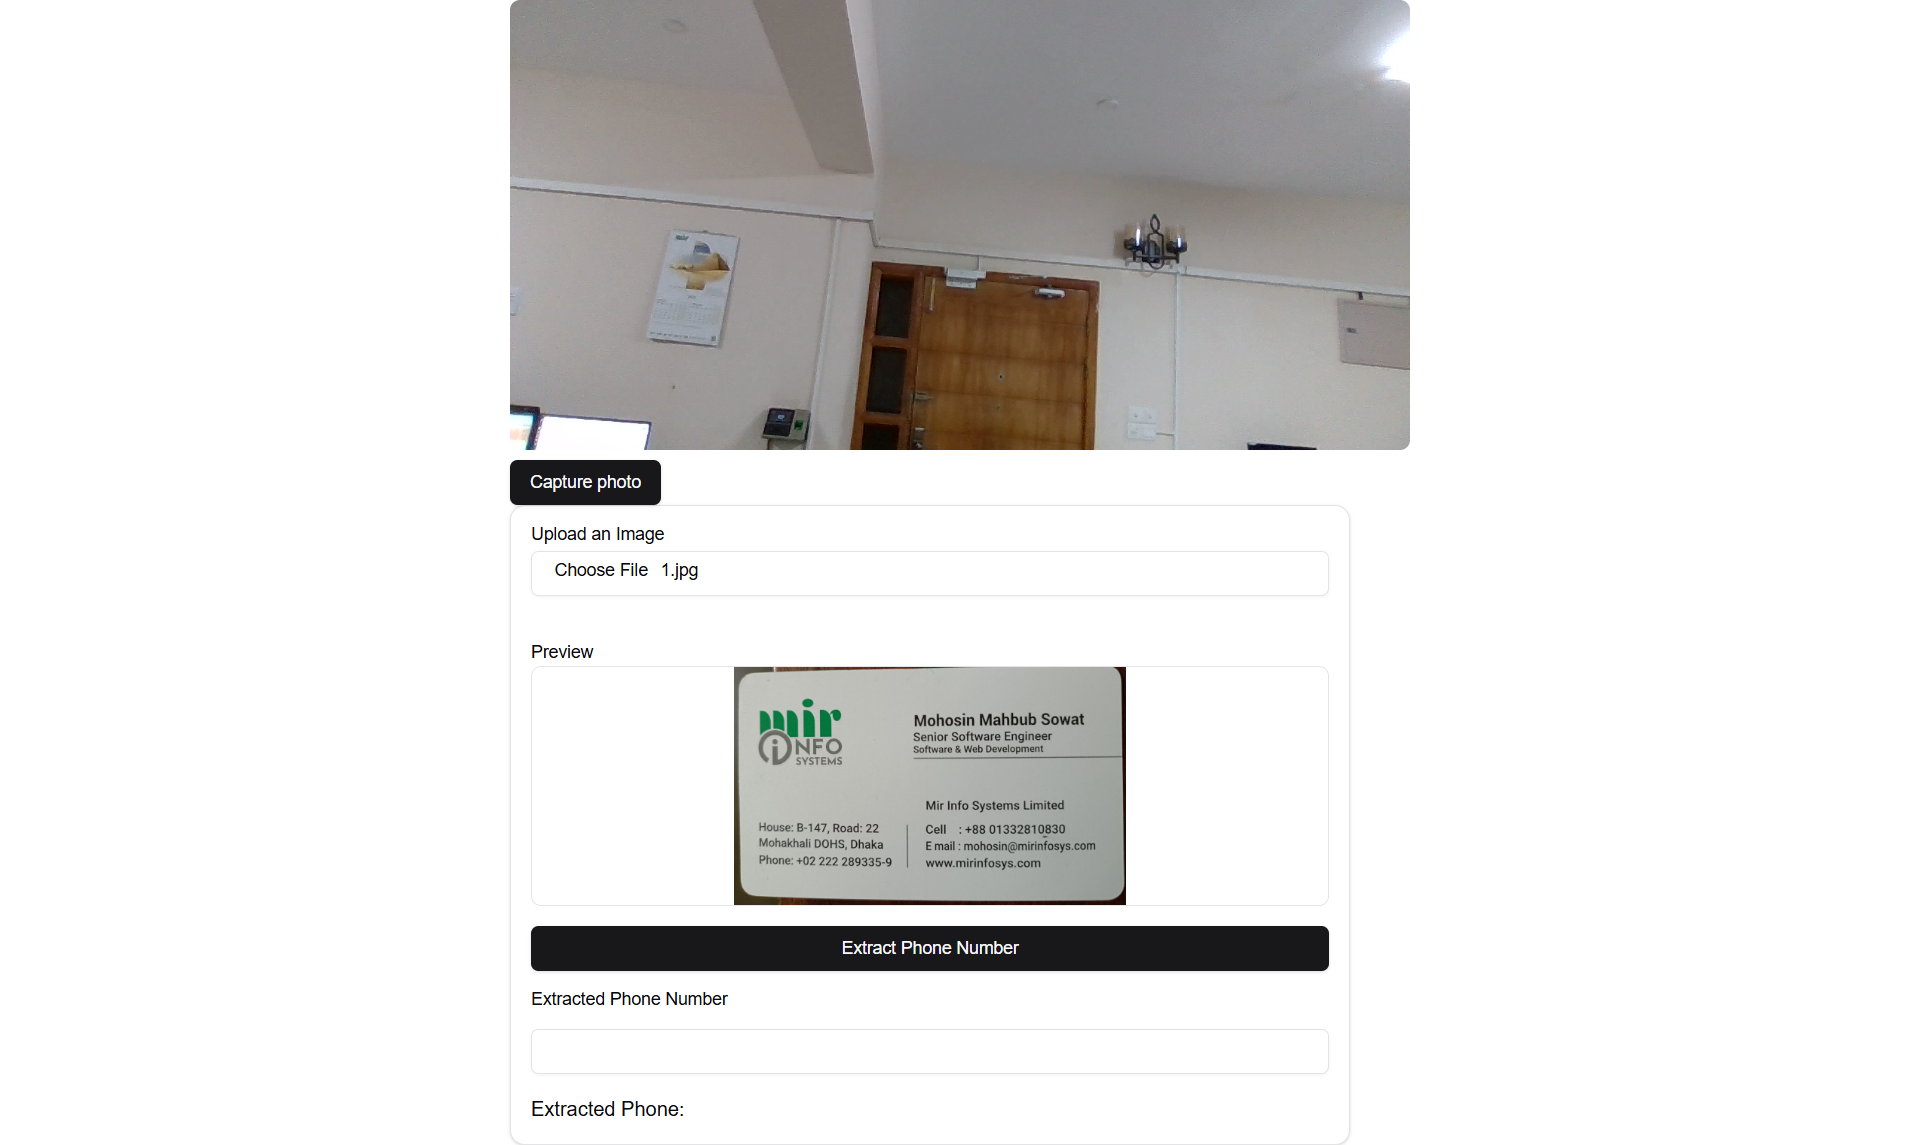 mir
Capture photo
Upload an Image
Choose File 1.jpg
Preview
mir
iNFO
SYSTEMS
Mohosin Mahbub Sowat
Senior Software Engineer
Software & Web Development
House: B-147, Road: 22
Mohakhali DOHS, Dhaka
Phone: +02 222 289335-9
Mir Info Systems Limited
Cell : +88 01332810830
E mail : mohosin@mirinfosys.com
www.mirinfosys.com
Extract Phone Number
Extracted Phone Number
Extracted Phone: